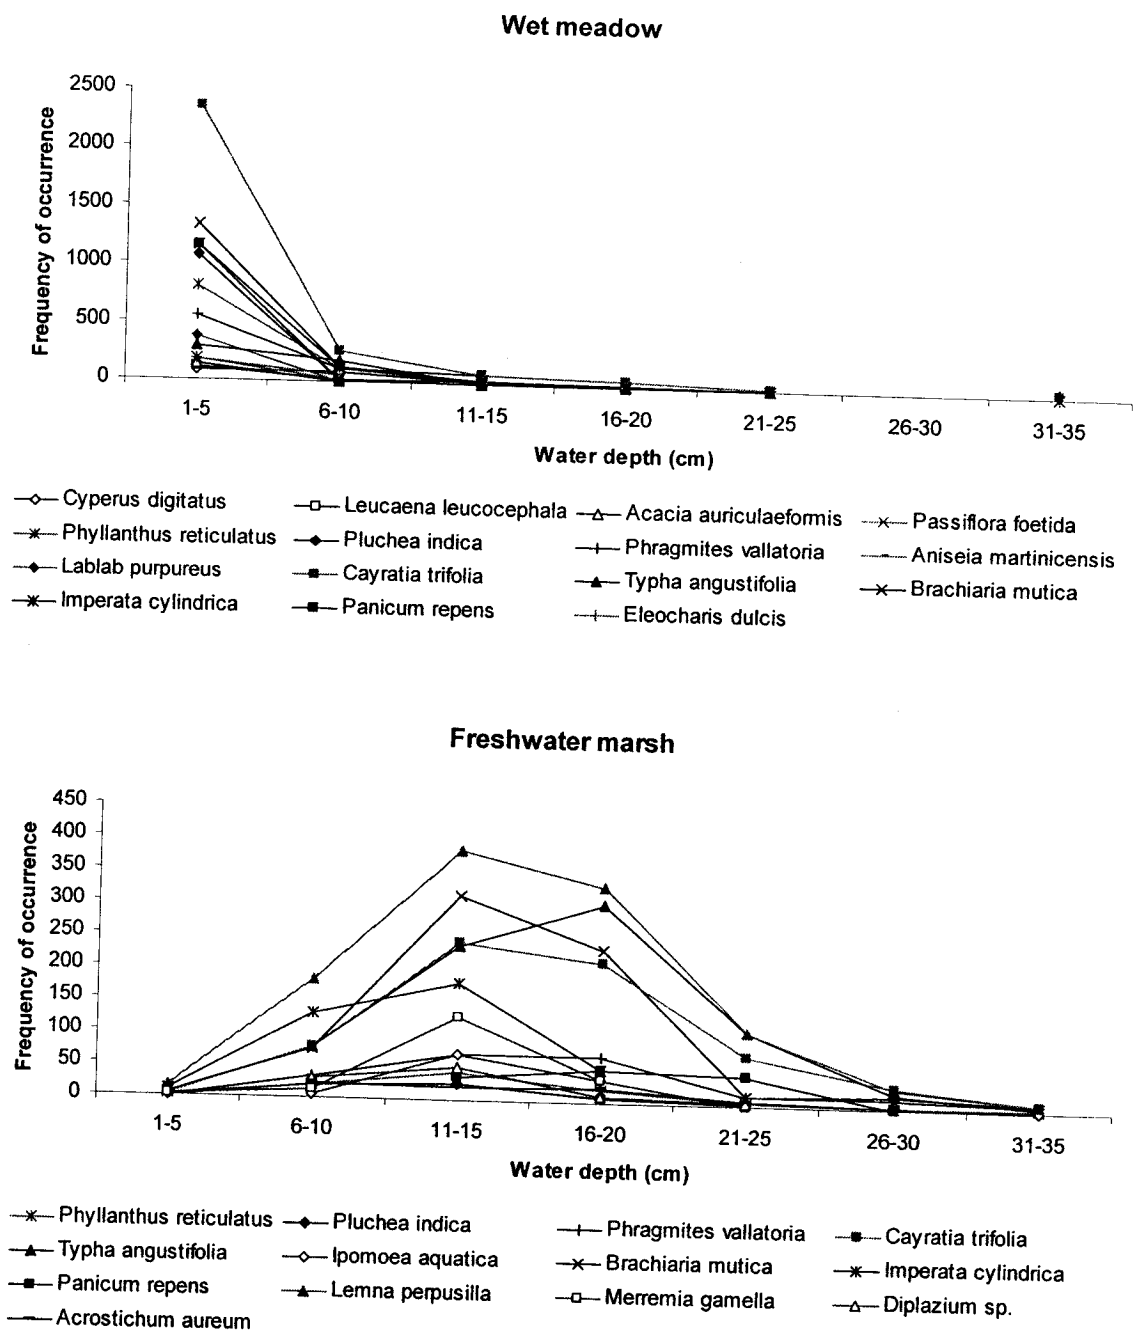 Wet meadow
2500
2000
1500
1000
500
0
Frequency of occurrence
1-5 6-10 11-15 16-20 21-25 26-30 31-35
Water depth (cm)
Cyperus digitatus Leucaena leucocephala Acacia auriculaeformis Passiflora foetida
Phyllanthus reticulatus Pluchea indica Phragmites vallatoria Aniseia martinicensis
Lablab purpureus Cayratia trifolia Typha angustifolia Brachiaria mutica
Imperata cylindrica Panicum repens Eleocharis dulcis
Freshwater marsh
450
400
350
300
250
200
150
100
50
0
Frequency of occurrence
1-5 6-10 11-15 16-20 21-25 26-30 31-35
Water depth (cm)
Phyllanthus reticulatus Pluchea indica Phragmites vallatoria Cayratia trifolia
Typha angustifolia Ipomoea aquatica Brachiaria mutica Imperata cylindrica
Panicum repens Lemna perpusilla Merremia gamella Diplazium sp.
Acrostichum aureum